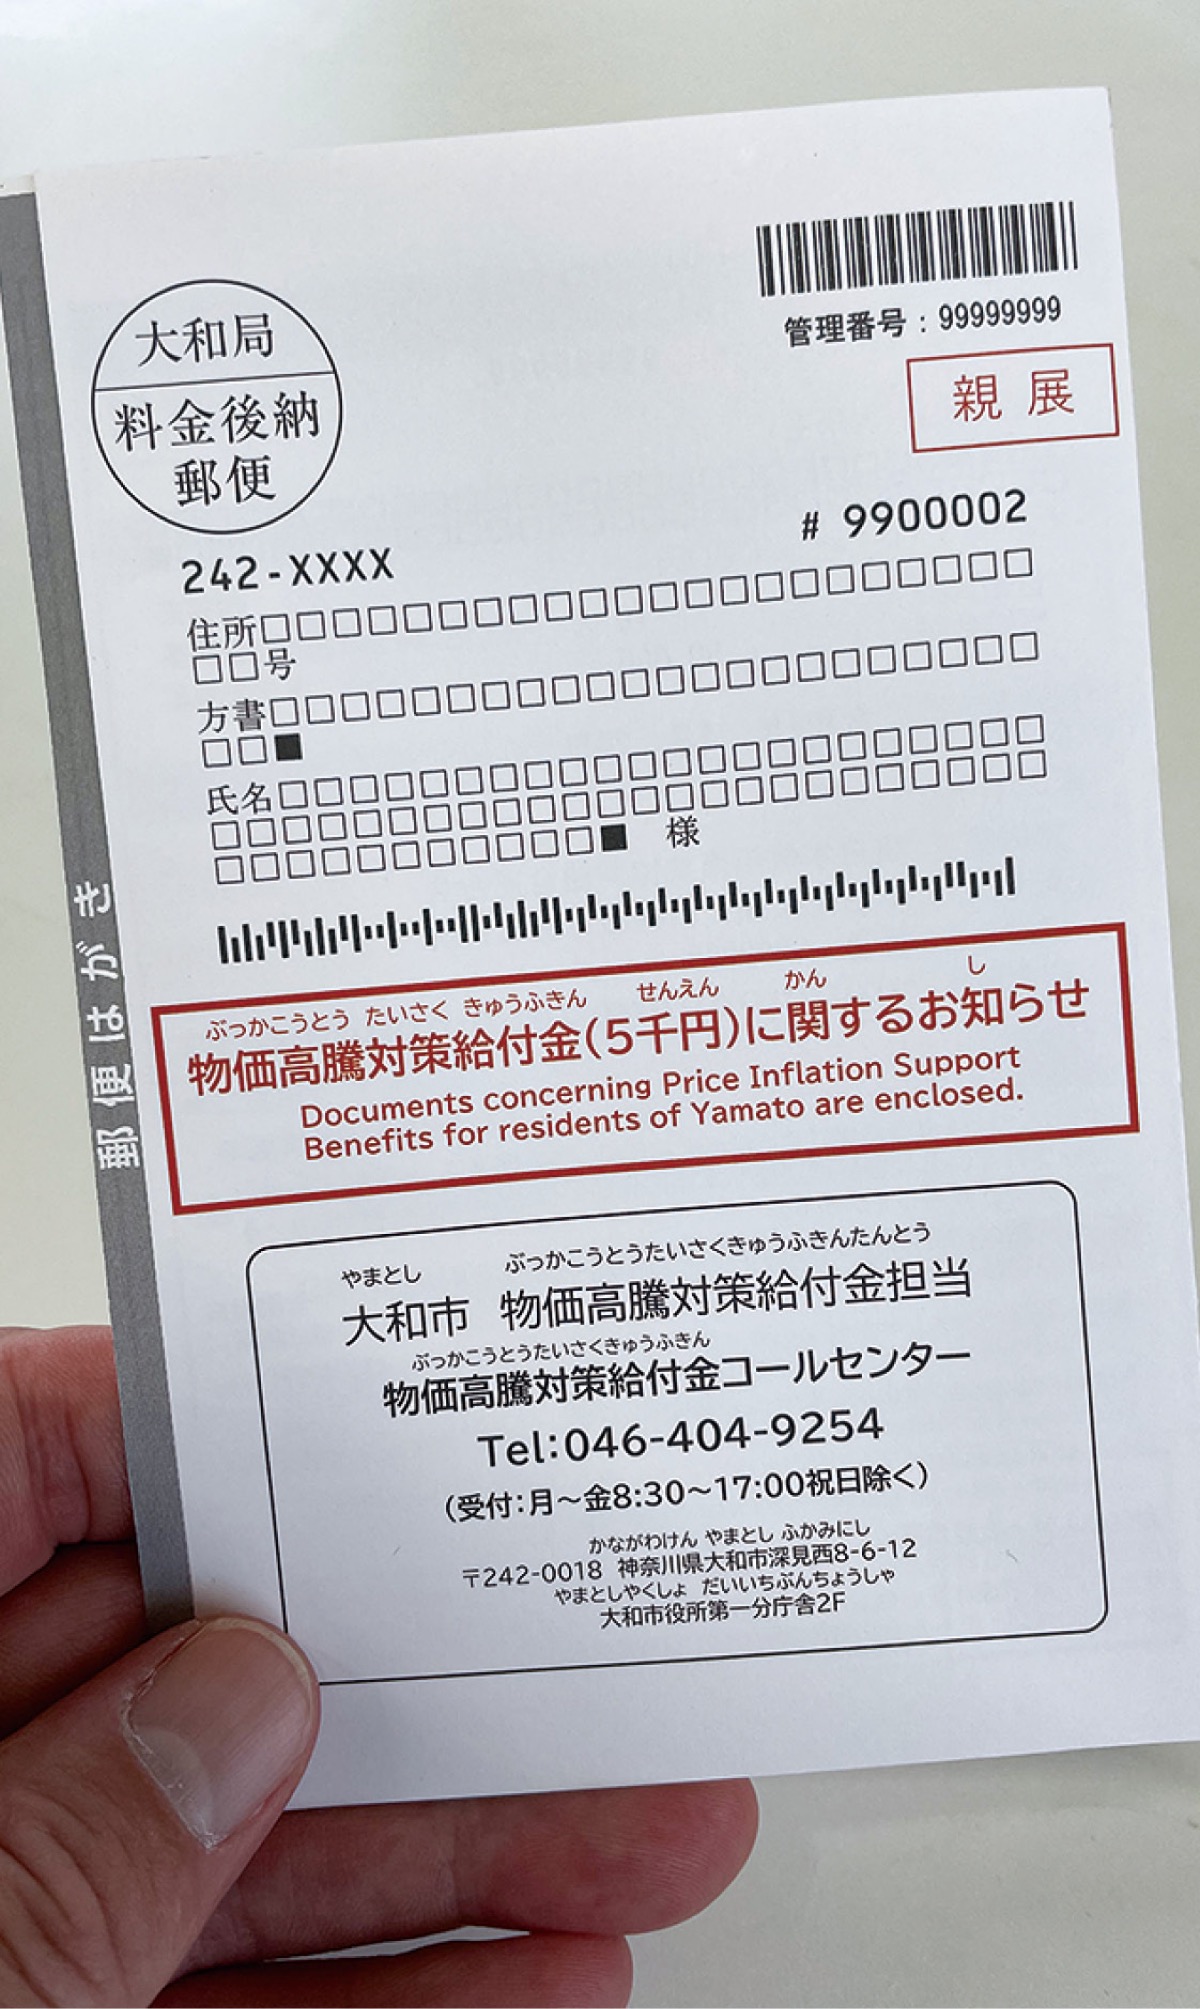 大和局
料金後納
郵便
管理番号:99999999
親展
# 9900002
242-XXXX
住所□□□□□□□□□□□□□□□□□□□□□□
□□号
方書□□□□□□□□□□□□□□□□□□□□□□
□□■
氏名□□□□□□□□□□□□□□□□□□□□□□
□□□□□□□□□□□□□□□□□□□□□□□□
□□□□□□□□□□□■ 様
郵便はがき
ぶっかこうとう たいさく きゅうふきん せんえん かん し
物価高騰対策給付金(5千円)に関するお知らせ
Documents concerning Price Inflation Support
Benefits for residents of Yamato are enclosed.
やまとし ぶっかこうとうたいさくきゅうふきんたんとう
大和市 物価高騰対策給付金担当
ぶっかこうとうたいさくきゅうふきん
物価高騰対策給付金コールセンター
Tel:046-404-9254
(受付:月~金8:30~17:00祝日除く)
かながわけん やまとし ふかみにし
〒242-0018 神奈川県大和市深見西8-6-12
やまとしやくしょ だいいちぶんちょうしゃ
大和市役所第一分庁舎2F